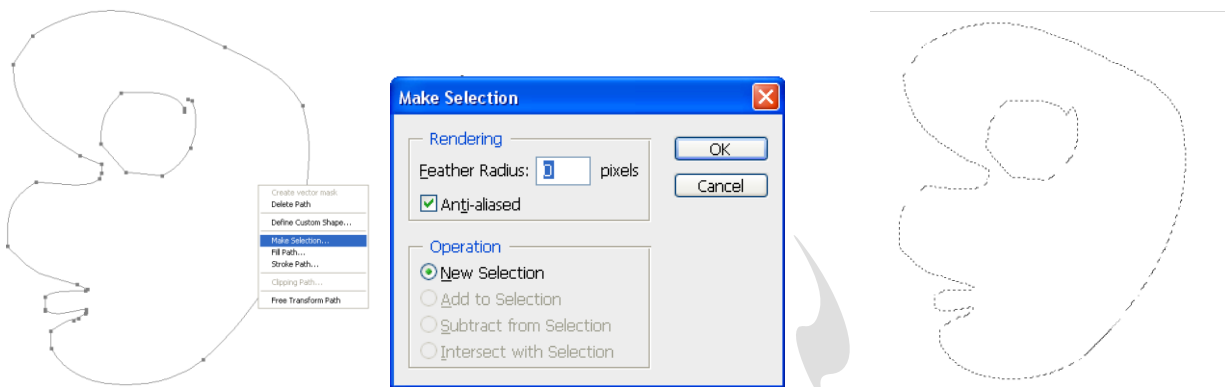 Create vector mask
Delete Path
Define Custom Shape...
Make Selection...
Fill Path...
Stroke Path...
Clipping Path...
Free Transform Path
Make Selection
Rendering
Feather Radius: 0 pixels
Anti-aliased
OK
Cancel
Operation
New Selection
Add to Selection
Subtract from Selection
Intersect with Selection